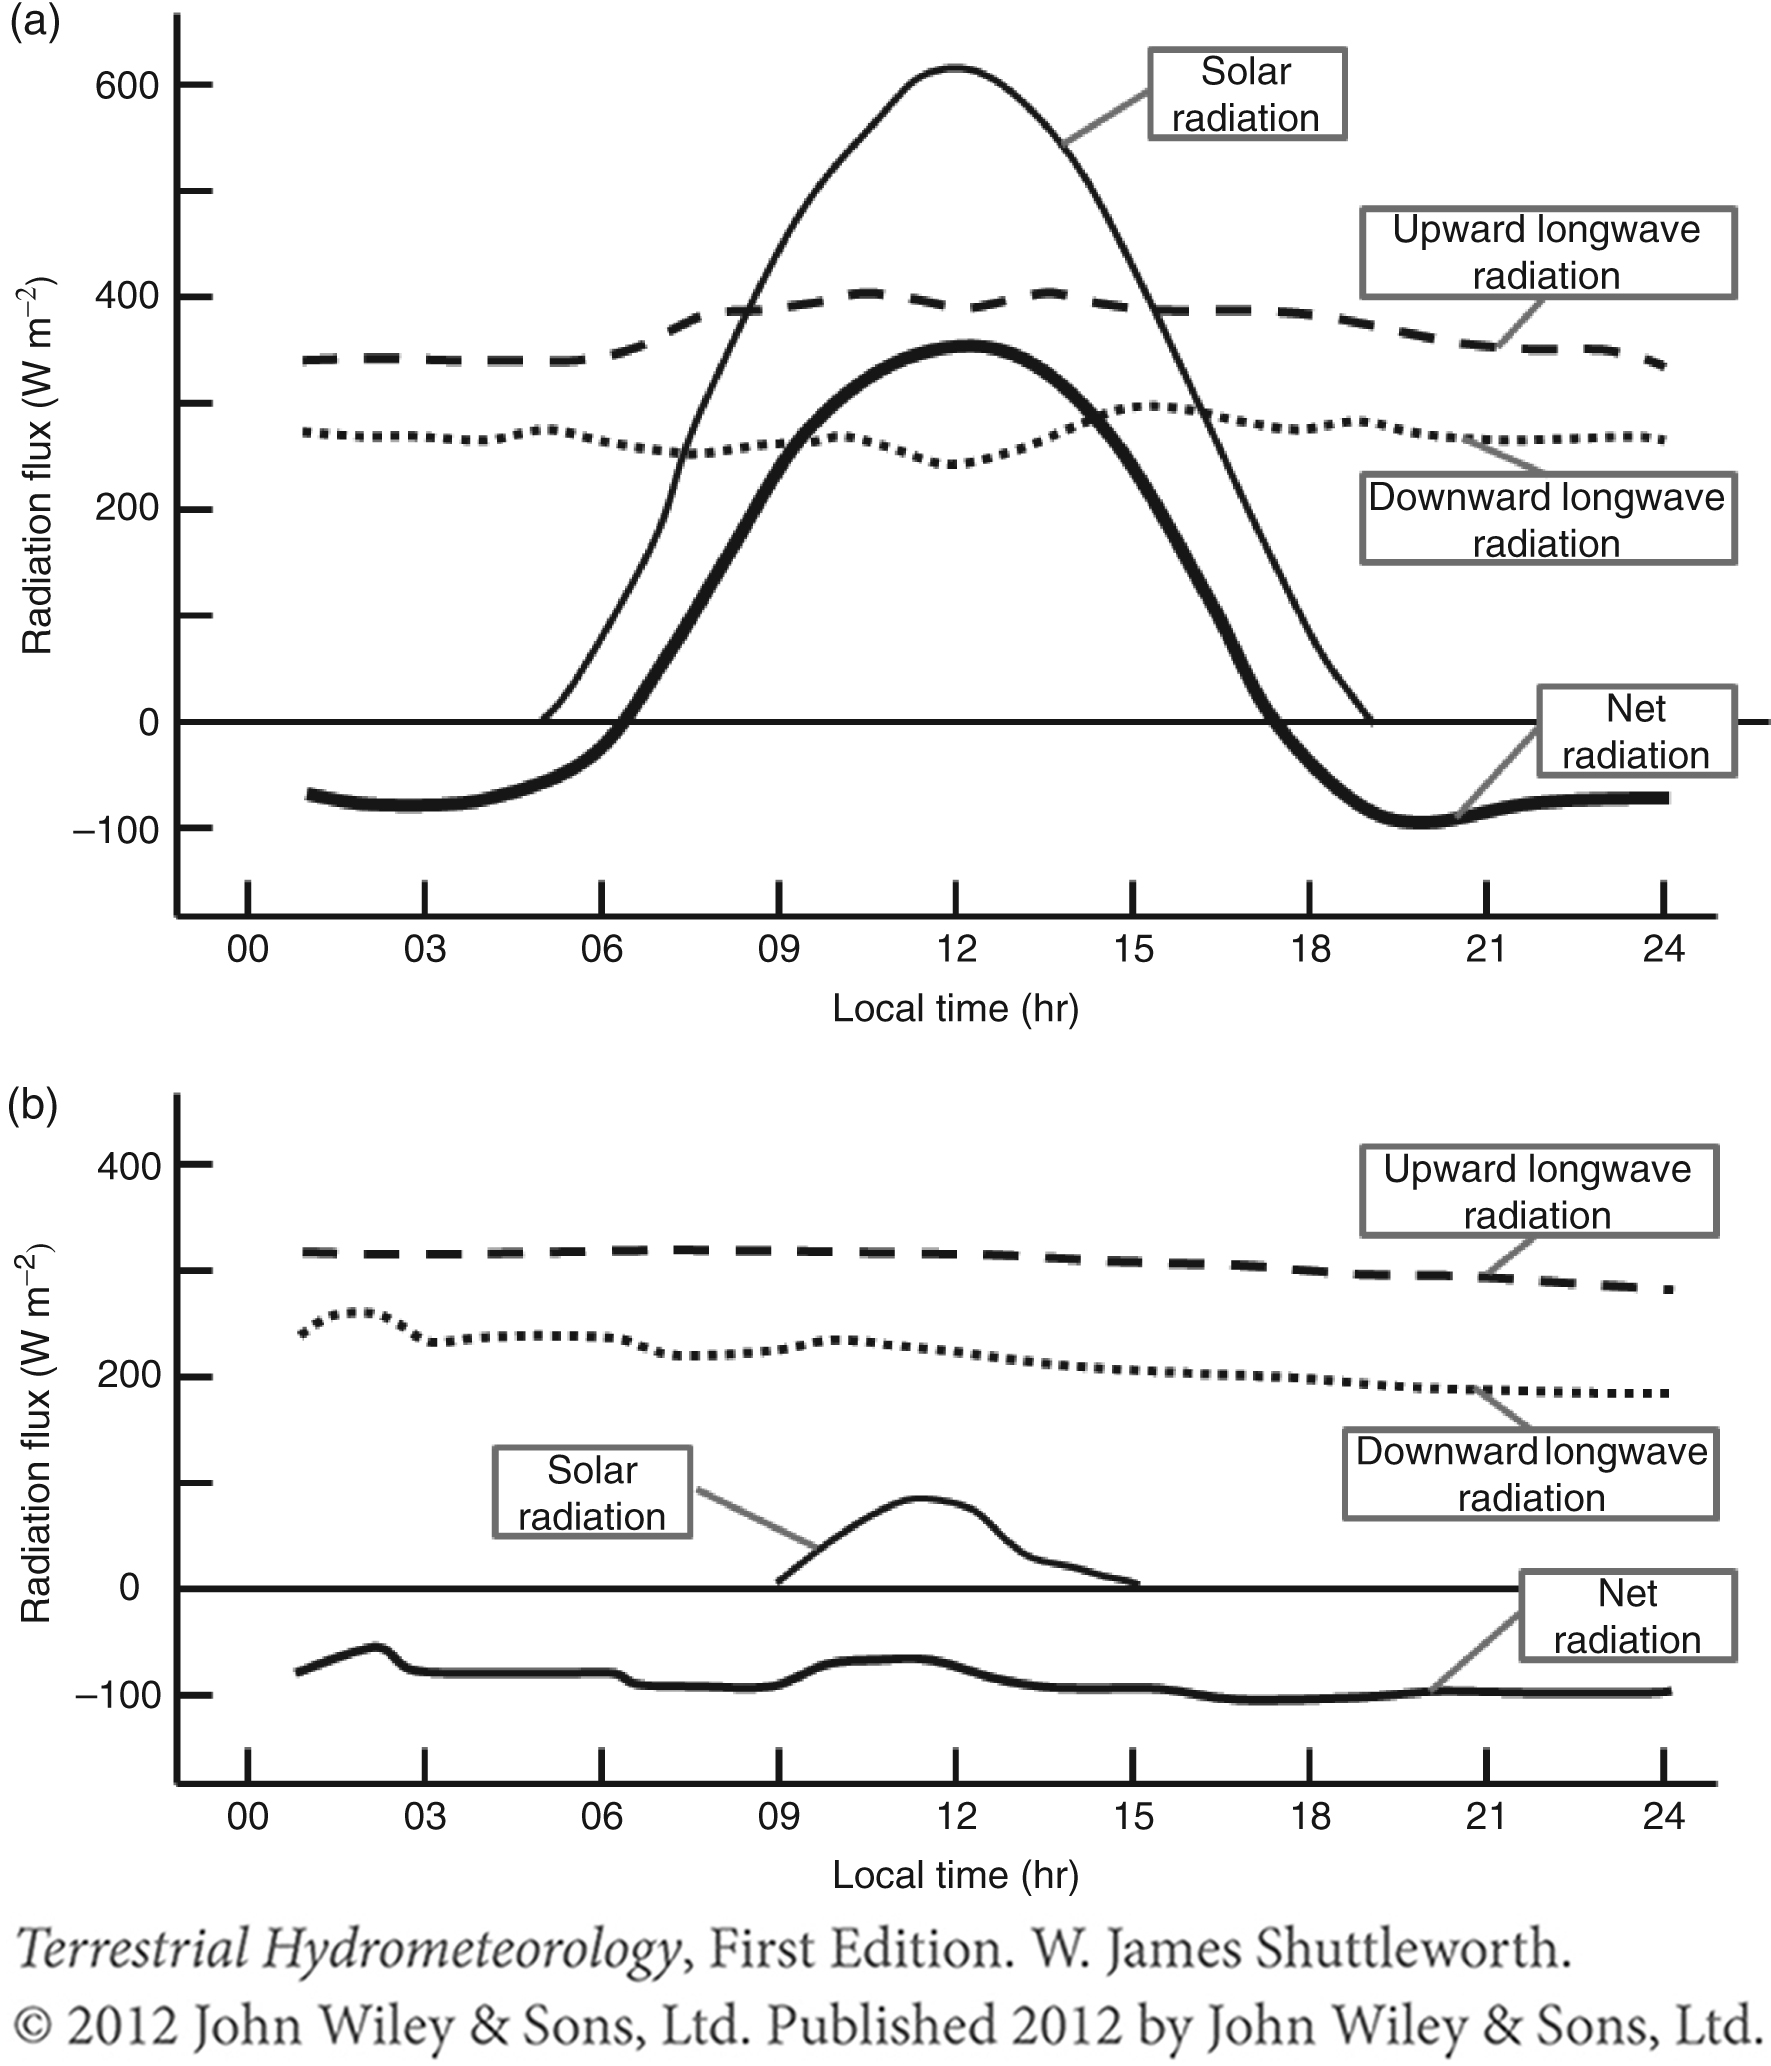 (a)
600
400
200
0
–100
Radiation flux (W m⁻²)
Solar
radiation
Upward longwave
radiation
Downward longwave
radiation
Net
radiation
00 03 06 09 12 15 18 21 24
Local time (hr)
(b)
400
200
0
–100
Radiation flux (W m⁻²)
Upward longwave
radiation
Downward longwave
radiation
Solar
radiation
Net
radiation
00 03 06 09 12 15 18 21 24
Local time (hr)
Terrestrial Hydrometeorology, First Edition. W. James Shuttleworth.
© 2012 John Wiley & Sons, Ltd. Published 2012 by John Wiley & Sons, Ltd.